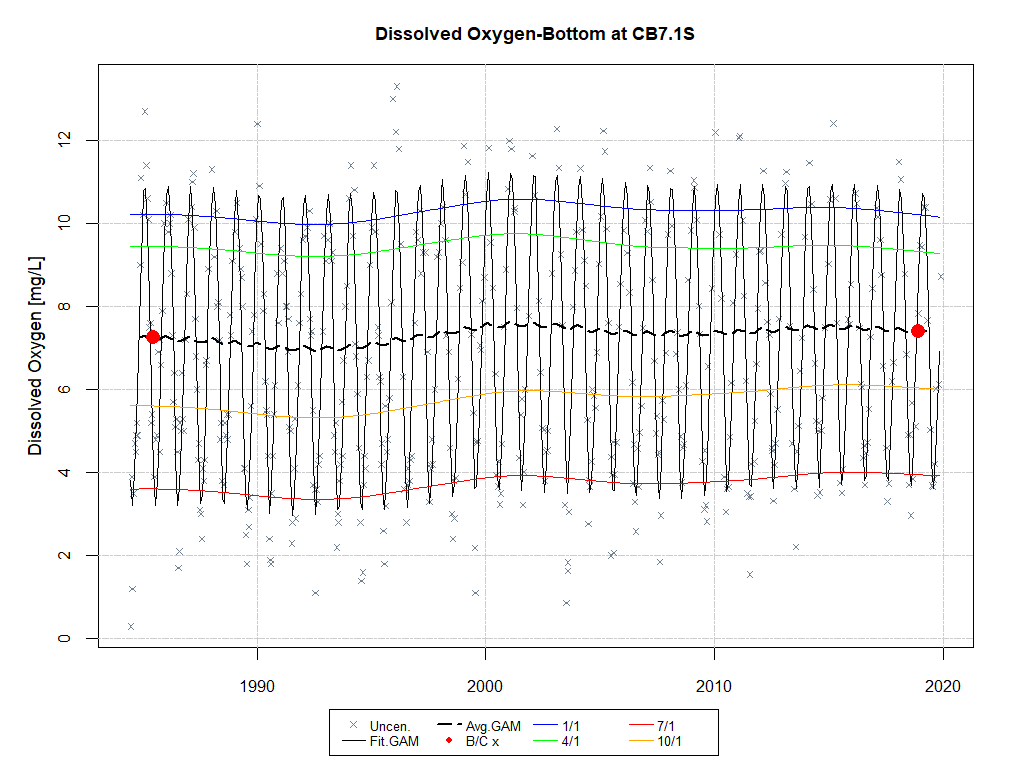 Dissolved Oxygen-Bottom at CB7.1S
Dissolved Oxygen [mg/L]
12
10
8
6
4
2
0
1990 2000 2010 2020
Uncen. Avg.GAM 1/1 7/1
Fit.GAM B/C x 4/1 10/1